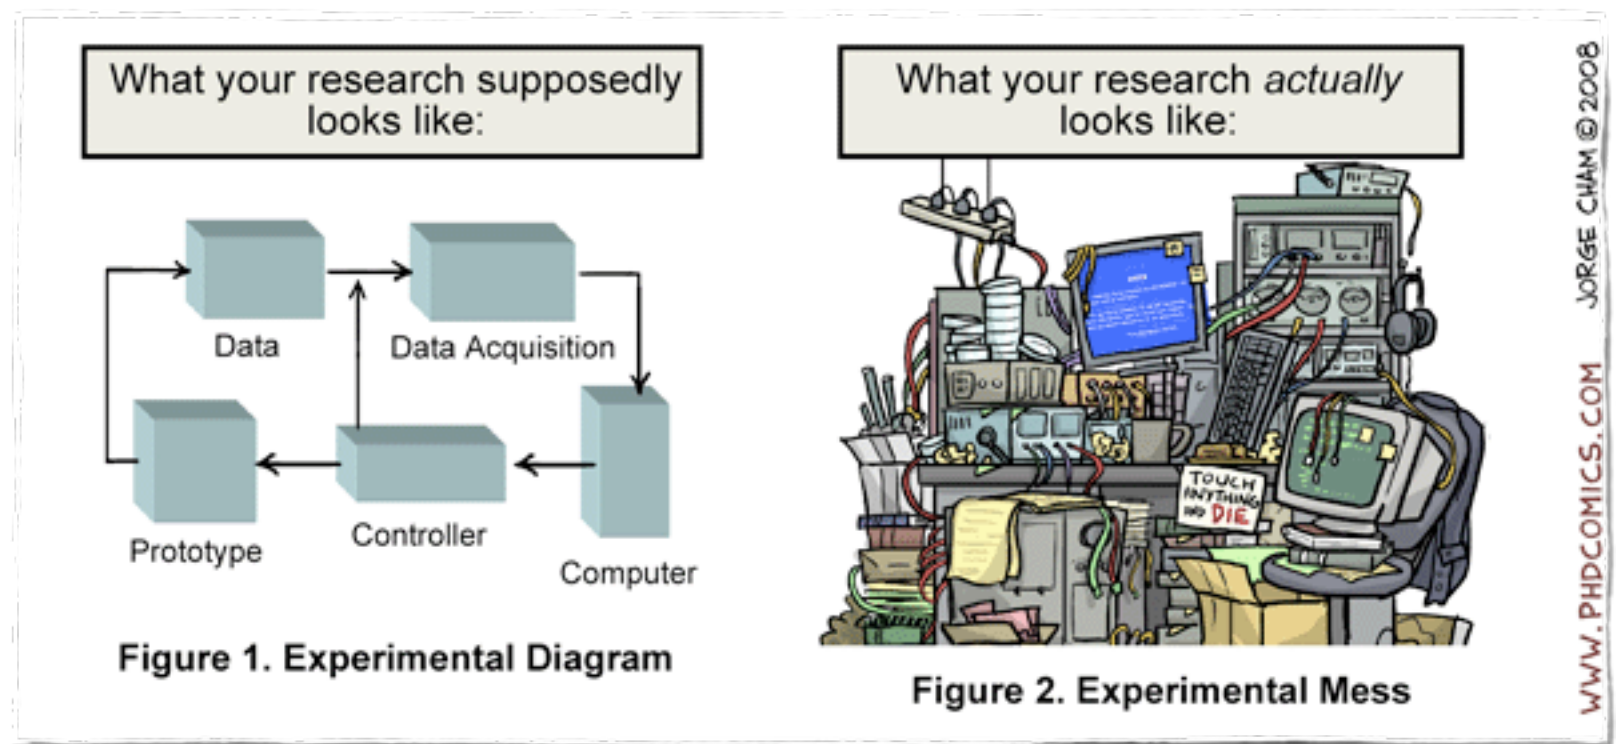 What your research supposedly
looks like:
Data
Data Acquisition
Prototype
Controller
Computer
Figure 1. Experimental Diagram
What your research actually
looks like:
TOUCH
ANYTHING
AND DIE
Figure 2. Experimental Mess
WWW.PHDCOMICS.COM
JORGE CHAM © 2008